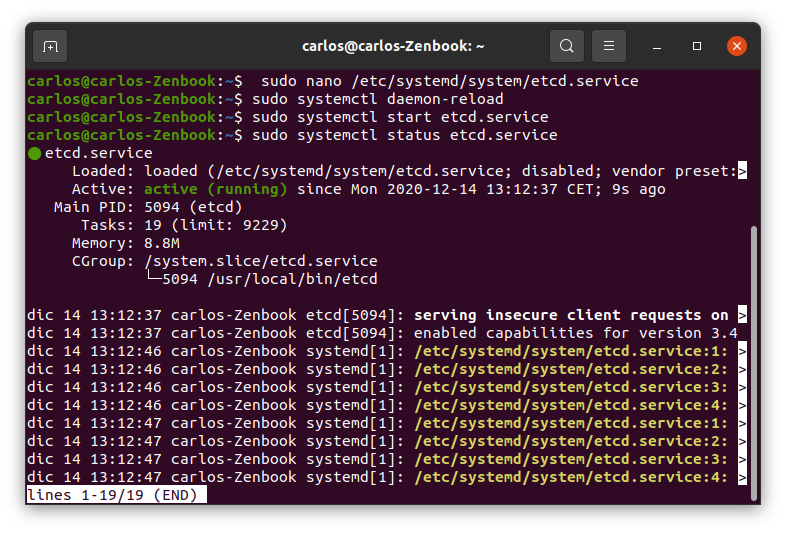 carlos@carlos-Zenbook: ~
carlos@carlos-Zenbook:~$  sudo nano /etc/systemd/system/etcd.service
carlos@carlos-Zenbook:~$ sudo systemctl daemon-reload
carlos@carlos-Zenbook:~$ sudo systemctl start etcd.service
carlos@carlos-Zenbook:~$ sudo systemctl status etcd.service
● etcd.service
     Loaded: loaded (/etc/systemd/system/etcd.service; disabled; vendor preset:>
     Active: active (running) since Mon 2020-12-14 13:12:37 CET; 9s ago
   Main PID: 5094 (etcd)
      Tasks: 19 (limit: 9229)
     Memory: 8.8M
     CGroup: /system.slice/etcd.service
             └─5094 /usr/local/bin/etcd
dic 14 13:12:37 carlos-Zenbook etcd[5094]: serving insecure client requests on >
dic 14 13:12:37 carlos-Zenbook etcd[5094]: enabled capabilities for version 3.4
dic 14 13:12:46 carlos-Zenbook systemd[1]: /etc/systemd/system/etcd.service:1: >
dic 14 13:12:46 carlos-Zenbook systemd[1]: /etc/systemd/system/etcd.service:2: >
dic 14 13:12:46 carlos-Zenbook systemd[1]: /etc/systemd/system/etcd.service:3: >
dic 14 13:12:46 carlos-Zenbook systemd[1]: /etc/systemd/system/etcd.service:4: >
dic 14 13:12:47 carlos-Zenbook systemd[1]: /etc/systemd/system/etcd.service:1: >
dic 14 13:12:47 carlos-Zenbook systemd[1]: /etc/systemd/system/etcd.service:2: >
dic 14 13:12:47 carlos-Zenbook systemd[1]: /etc/systemd/system/etcd.service:3: >
dic 14 13:12:47 carlos-Zenbook systemd[1]: /etc/systemd/system/etcd.service:4: >
lines 1-19/19 (END)